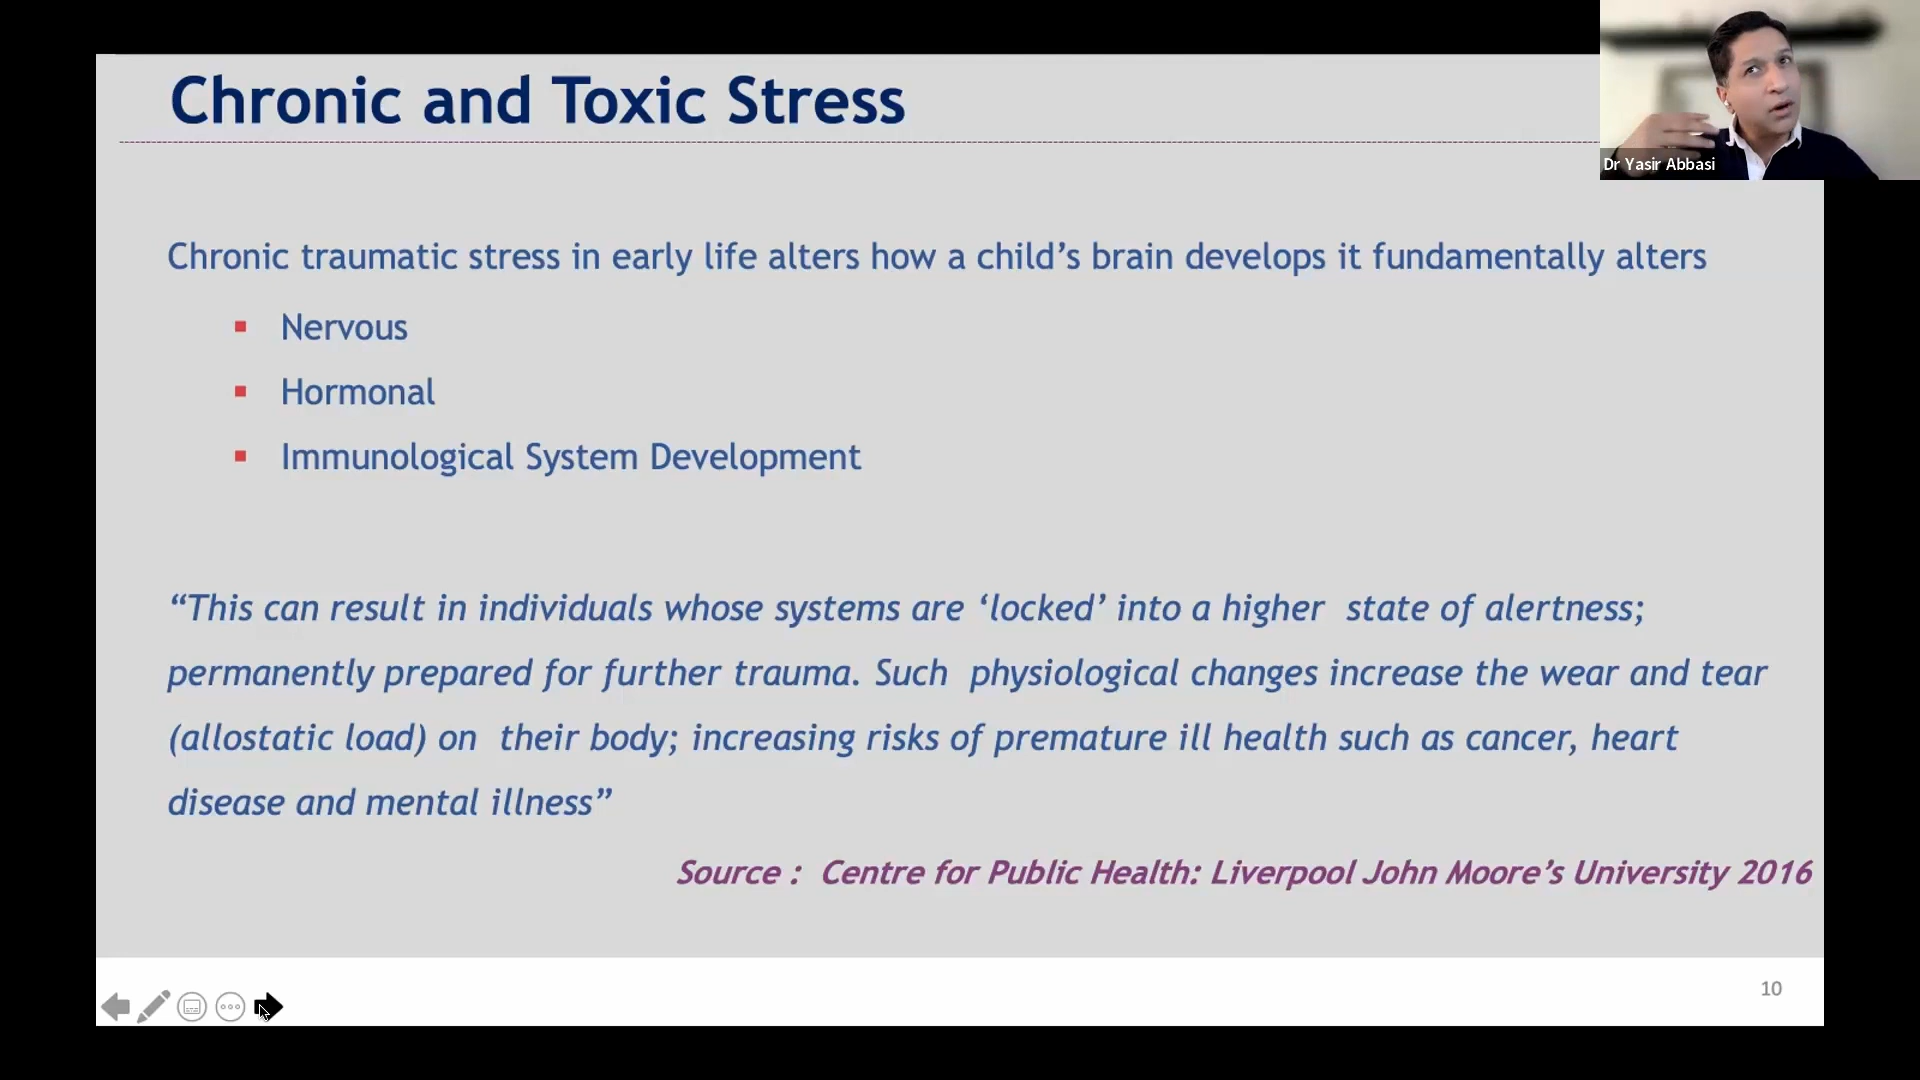 Chronic and Toxic Stress
Dr Yasir Abbasi
Chronic traumatic stress in early life alters how a child’s brain develops it fundamentally alters
▪ Nervous
▪ Hormonal
▪ Immunological System Development
“This can result in individuals whose systems are ‘locked’ into a higher state of alertness;
permanently prepared for further trauma. Such physiological changes increase the wear and tear
(allostatic load) on their body; increasing risks of premature ill health such as cancer, heart
disease and mental illness”
Source : Centre for Public Health: Liverpool John Moore’s University 2016
10